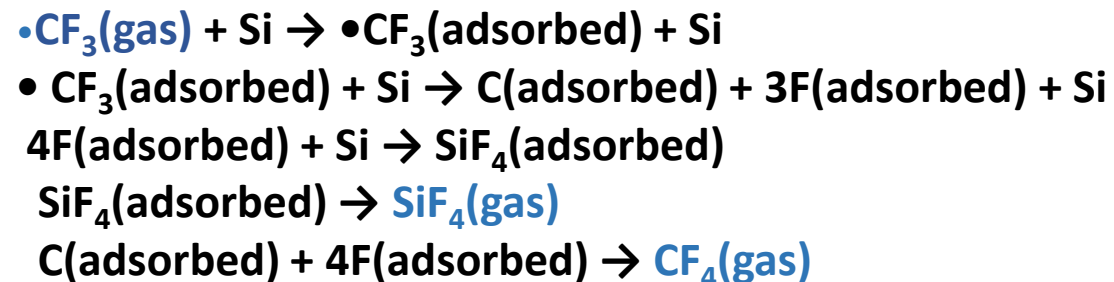 •CF₃(gas) + Si → •CF₃(adsorbed) + Si
• CF₃(adsorbed) + Si → C(adsorbed) + 3F(adsorbed) + Si
4F(adsorbed) + Si → SiF₄(adsorbed)
SiF₄(adsorbed) → SiF₄(gas)
C(adsorbed) + 4F(adsorbed) → CF₄(gas)